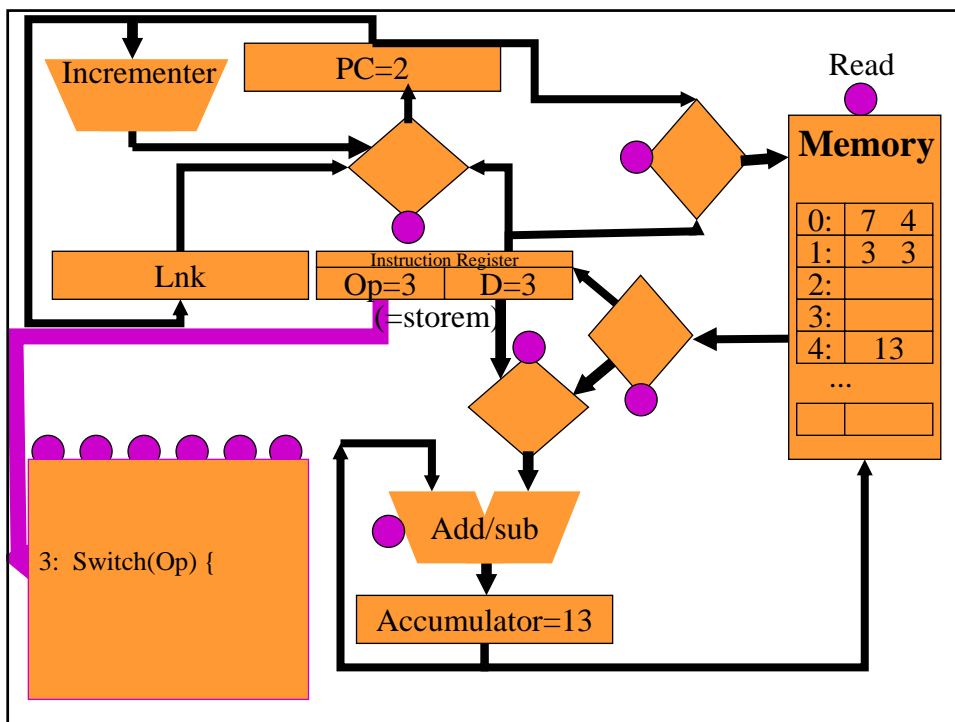 Incrementer
PC=2
Read
Memory
0: 7 4
1: 3 3
2:
3:
4: 13
...
Lnk
Instruction Register
Op=3 D=3
(=storem)
Add/sub
3: Switch(Op) {
Accumulator=13